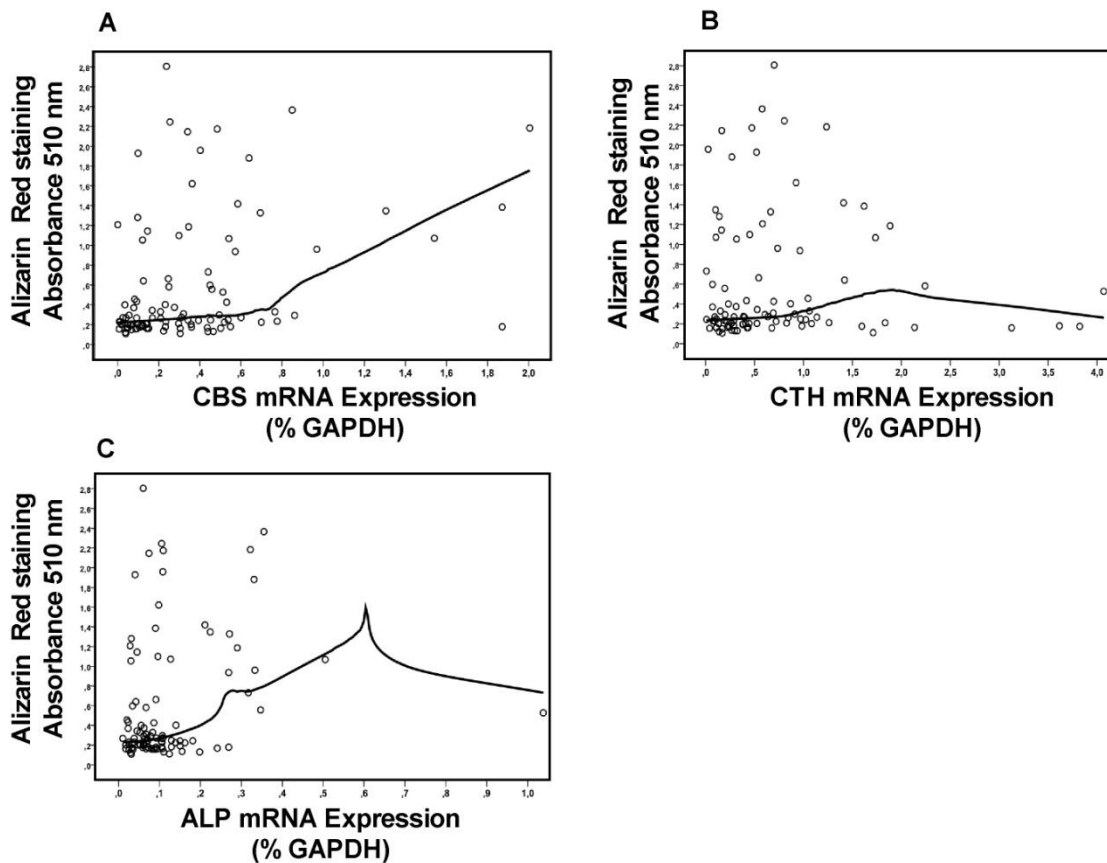 A
Alizarin Red staining
Absorbance 510 nm
2,8
2,6
2,4
2,2
2,0
1,8
1,6
1,4
1,2
1,0
,8
,6
,4
,2
,0
,0 ,2 ,4 ,6 ,8 1,0 1,2 1,4 1,6 1,8 2,0
CBS mRNA Expression
(% GAPDH)
B
Alizarin Red staining
Absorbance 510 nm
2,8
2,6
2,4
2,2
2,0
1,8
1,6
1,4
1,2
1,0
,8
,6
,4
,2
,0
,0 ,5 1,0 1,5 2,0 2,5 3,0 3,5 4,0
CTH mRNA Expression
(% GAPDH)
C
Alizarin Red staining
Absorbance 510 nm
2,8
2,6
2,4
2,2
2,0
1,8
1,6
1,4
1,2
1,0
,8
,6
,4
,2
,0
,0 ,1 ,2 ,3 ,4 ,5 ,6 ,7 ,8 ,9 1,0
ALP mRNA Expression
(% GAPDH)